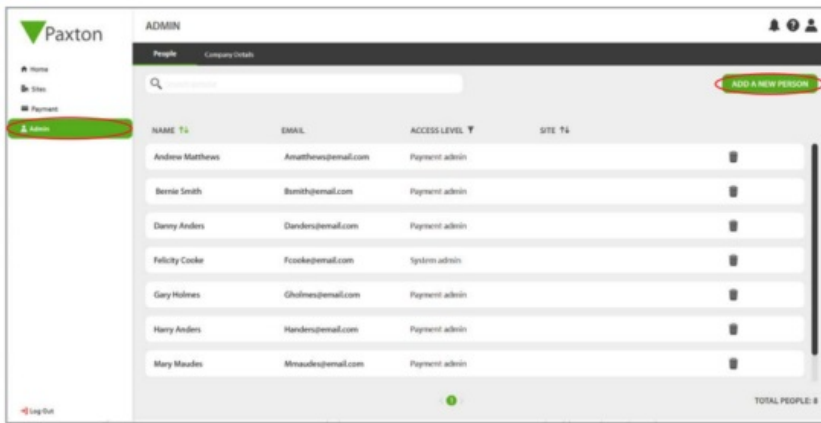 Paxton
ADMIN
People Company Details
Home
Sites
Payment
Admin
ADD A NEW PERSON
NAME EMAIL ACCESS LEVEL SITE
Andrew Matthews Amatthews@email.com Payment admin
Bernie Smith Bsmith@email.com Payment admin
Danny Anders Danders@email.com Payment admin
Felicity Cooke Fcooke@email.com System admin
Gary Holmes Gholmes@email.com Payment admin
Harry Anders Handers@email.com Payment admin
Mary Maudes Mmaudes@email.com Payment admin
1
TOTAL PEOPLE: 8
Log Out